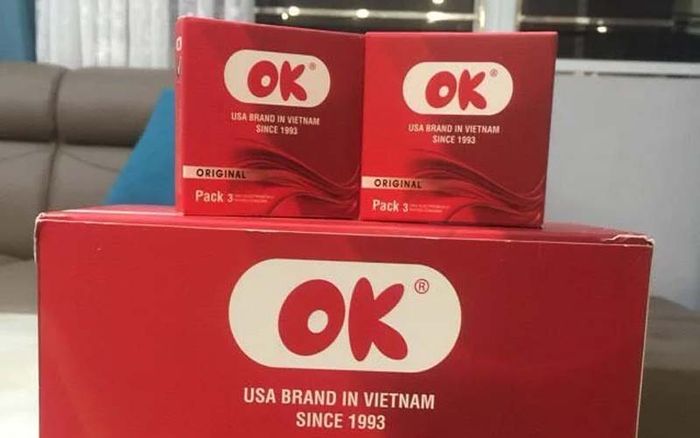 OK®
USA BRAND IN VIETNAM
SINCE 1993
ORIGINAL
Pack 3
OK®
USA BRAND IN VIETNAM
SINCE 1993
ORIGINAL
Pack 3
OK®
USA BRAND IN VIETNAM
SINCE 1993